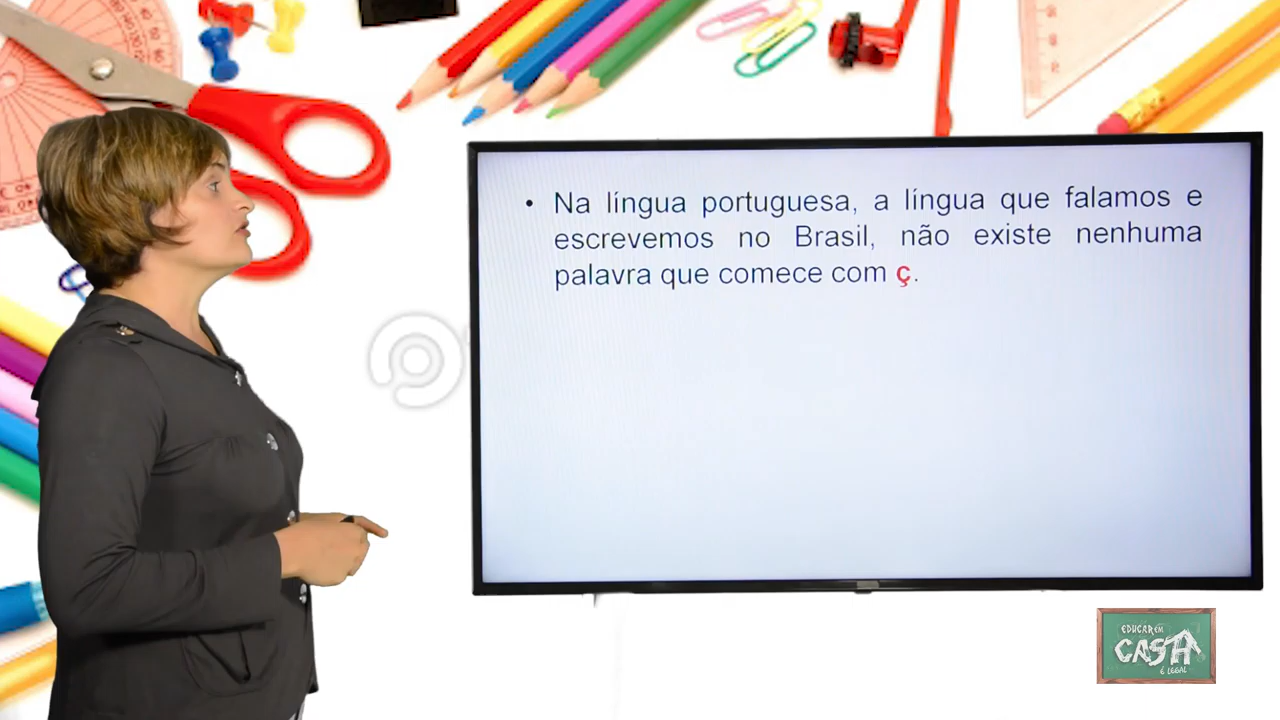 • Na língua portuguesa, a língua que falamos e
escrevemos no Brasil, não existe nenhuma
palavra que comece com ç.
EDUCAR EM
CASA
É LEGAL